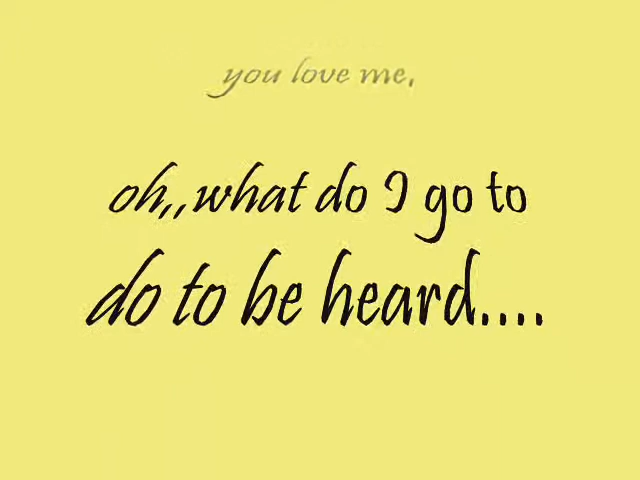 you love me,
oh,,what do I go to
do to be heard....